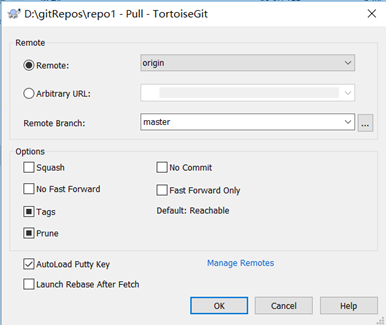 D:\gitRepos\repo1 - Pull - TortoiseGit
Remote
Remote: origin
Arbitrary URL:
Remote Branch: master ...
Options
Squash No Commit
No Fast Forward Fast Forward Only
Tags Default: Reachable
Prune
AutoLoad Putty Key Manage Remotes
Launch Rebase After Fetch
OK Cancel Help